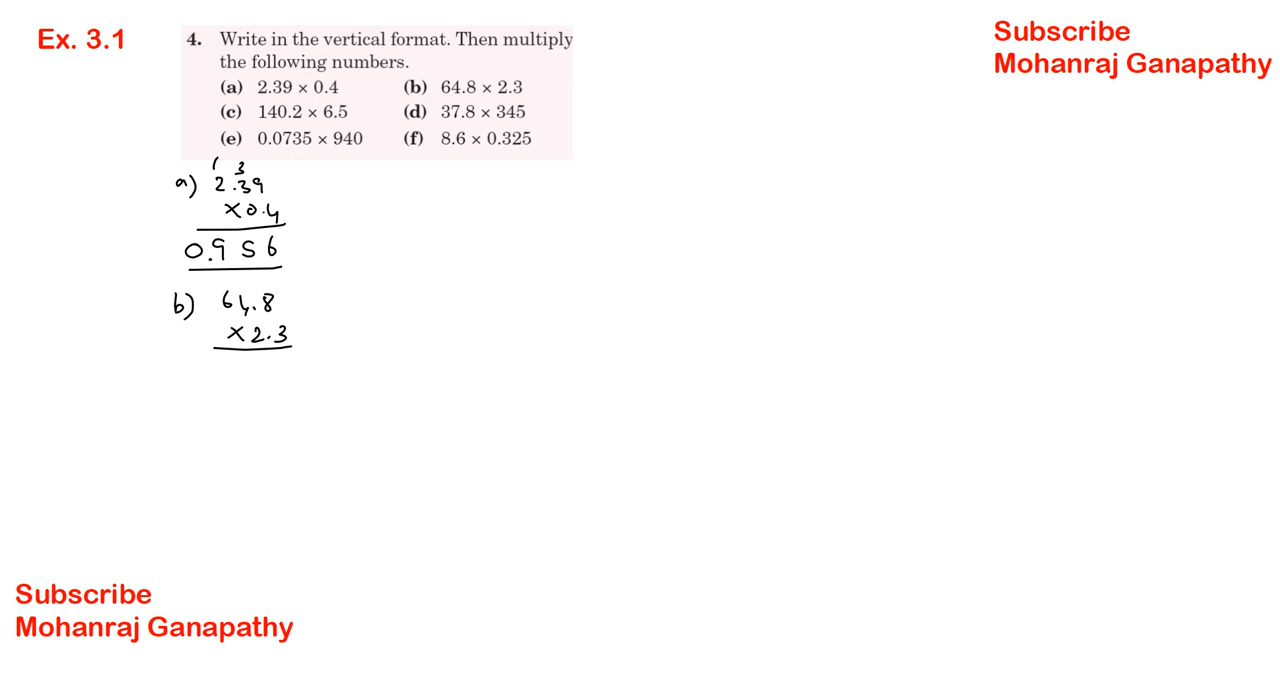 Ex. 3.1
4. Write in the vertical format. Then multiply
the following numbers.
(a) 2.39 × 0.4 (b) 64.8 × 2.3
(c) 140.2 × 6.5 (d) 37.8 × 345
(e) 0.0735 × 940 (f) 8.6 × 0.325
Subscribe
Mohanraj Ganapathy
1 3
a) 2.39
×0.4
0.956
b) 64.8
×2.3
Subscribe
Mohanraj Ganapathy